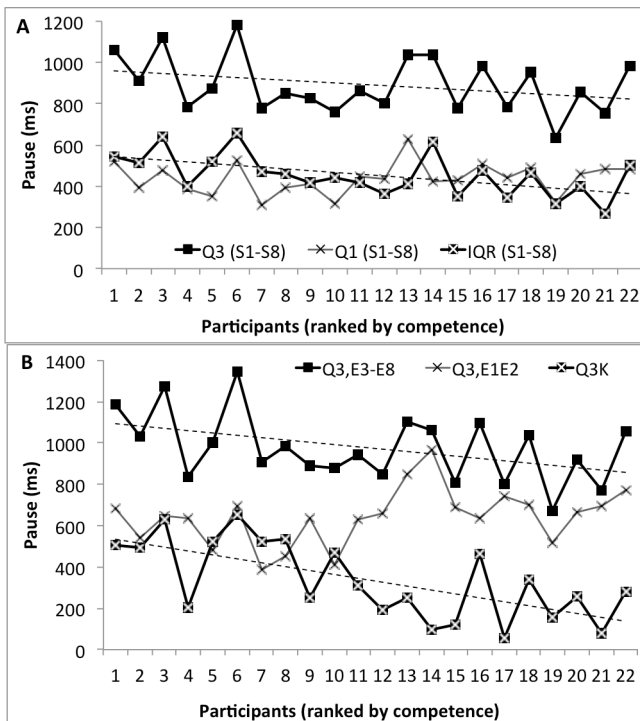 A
1200
1000
800
600
400
200
0
Pause (ms)
Q3 (S1-S8) Q1 (S1-S8) IQR (S1-S8)
1 2 3 4 5 6 7 8 9 10 11 12 13 14 15 16 17 18 19 20 21 22
Participants (ranked by competence)
B
1400
1200
1000
800
600
400
200
0
Pause (ms)
Q3,E3-E8 Q3,E1E2 Q3K
1 2 3 4 5 6 7 8 9 10 11 12 13 14 15 16 17 18 19 20 21 22
Participants (ranked by competence)